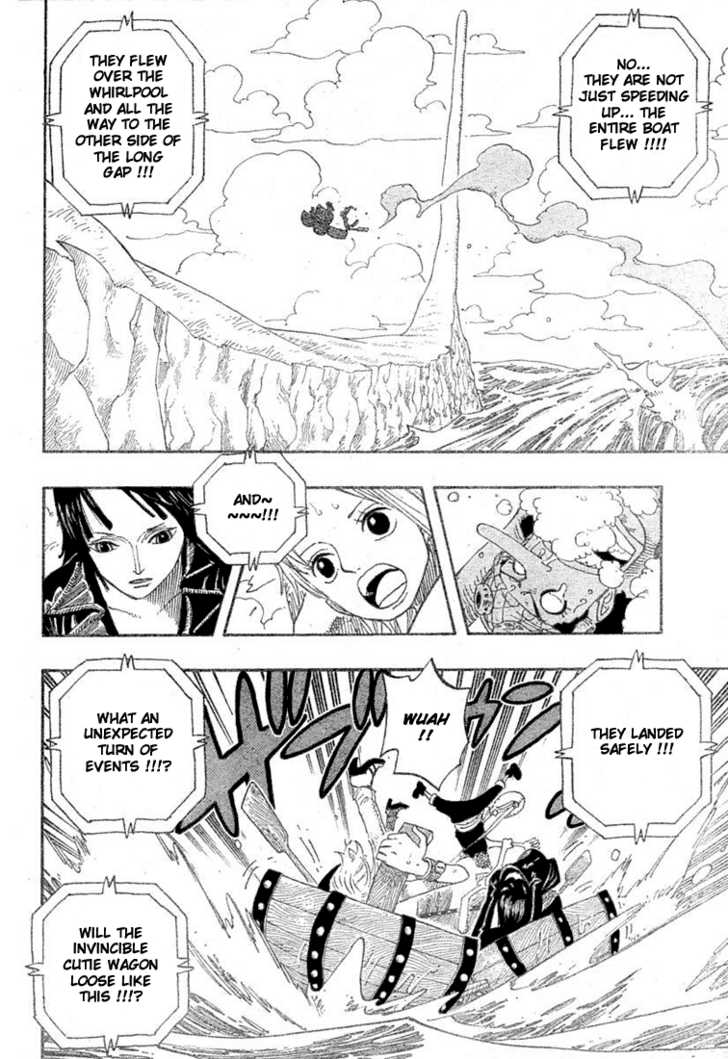 NO...
THEY ARE NOT
JUST SPEEDING
UP... THE
ENTIRE BOAT
FLEW !!!!
THEY FLEW
OVER THE
WHIRLPOOL
AND ALL THE
WAY TO THE
OTHER SIDE OF
THE LONG
GAP !!!
AND~
~~~!!!
THEY LANDED
SAFELY !!!
WUAH
!!
WHAT AN
UNEXPECTED
TURN OF
EVENTS !!!?
WILL THE
INVINCIBLE
CUTIE WAGON
LOOSE LIKE
THIS !!!?